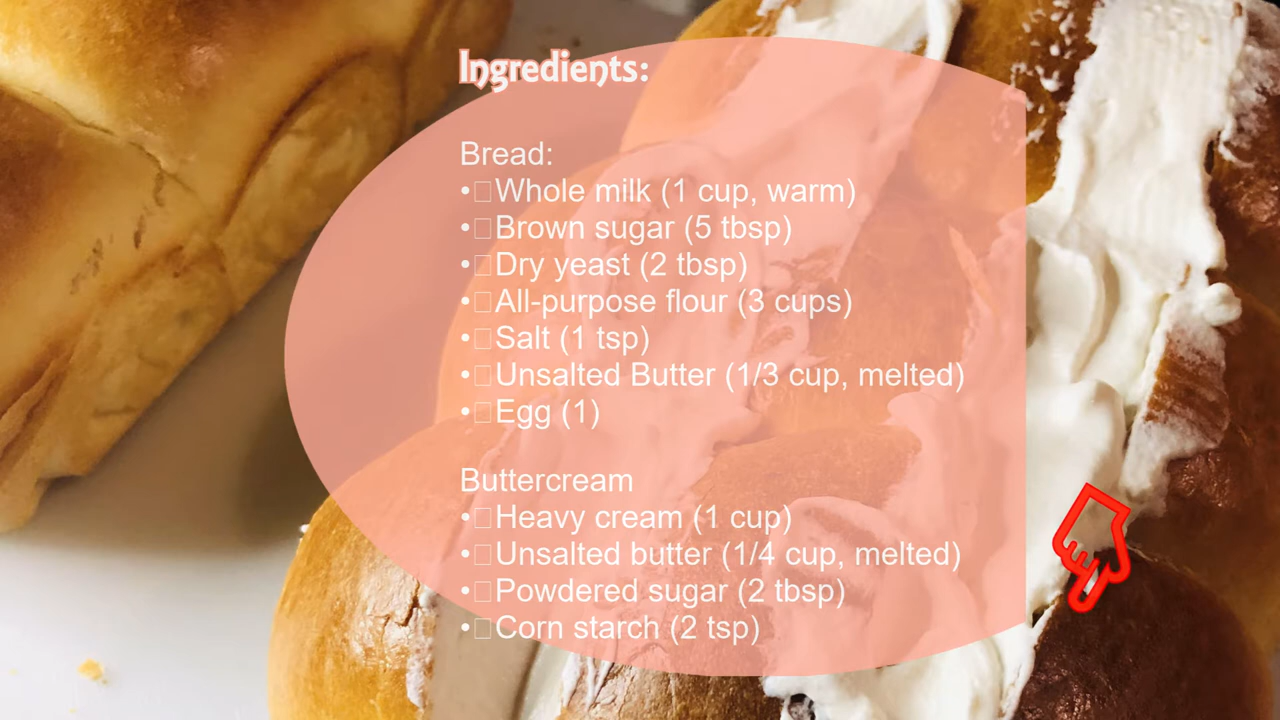 Ingredients:
Bread:
•□Whole milk (1 cup, warm)
•□Brown sugar (5 tbsp)
•□Dry yeast (2 tbsp)
•□All-purpose flour (3 cups)
•□Salt (1 tsp)
•□Unsalted Butter (1/3 cup, melted)
•□Egg (1)
Buttercream
•□Heavy cream (1 cup)
•□Unsalted butter (1/4 cup, melted)
•□Powdered sugar (2 tbsp)
•□Corn starch (2 tsp)